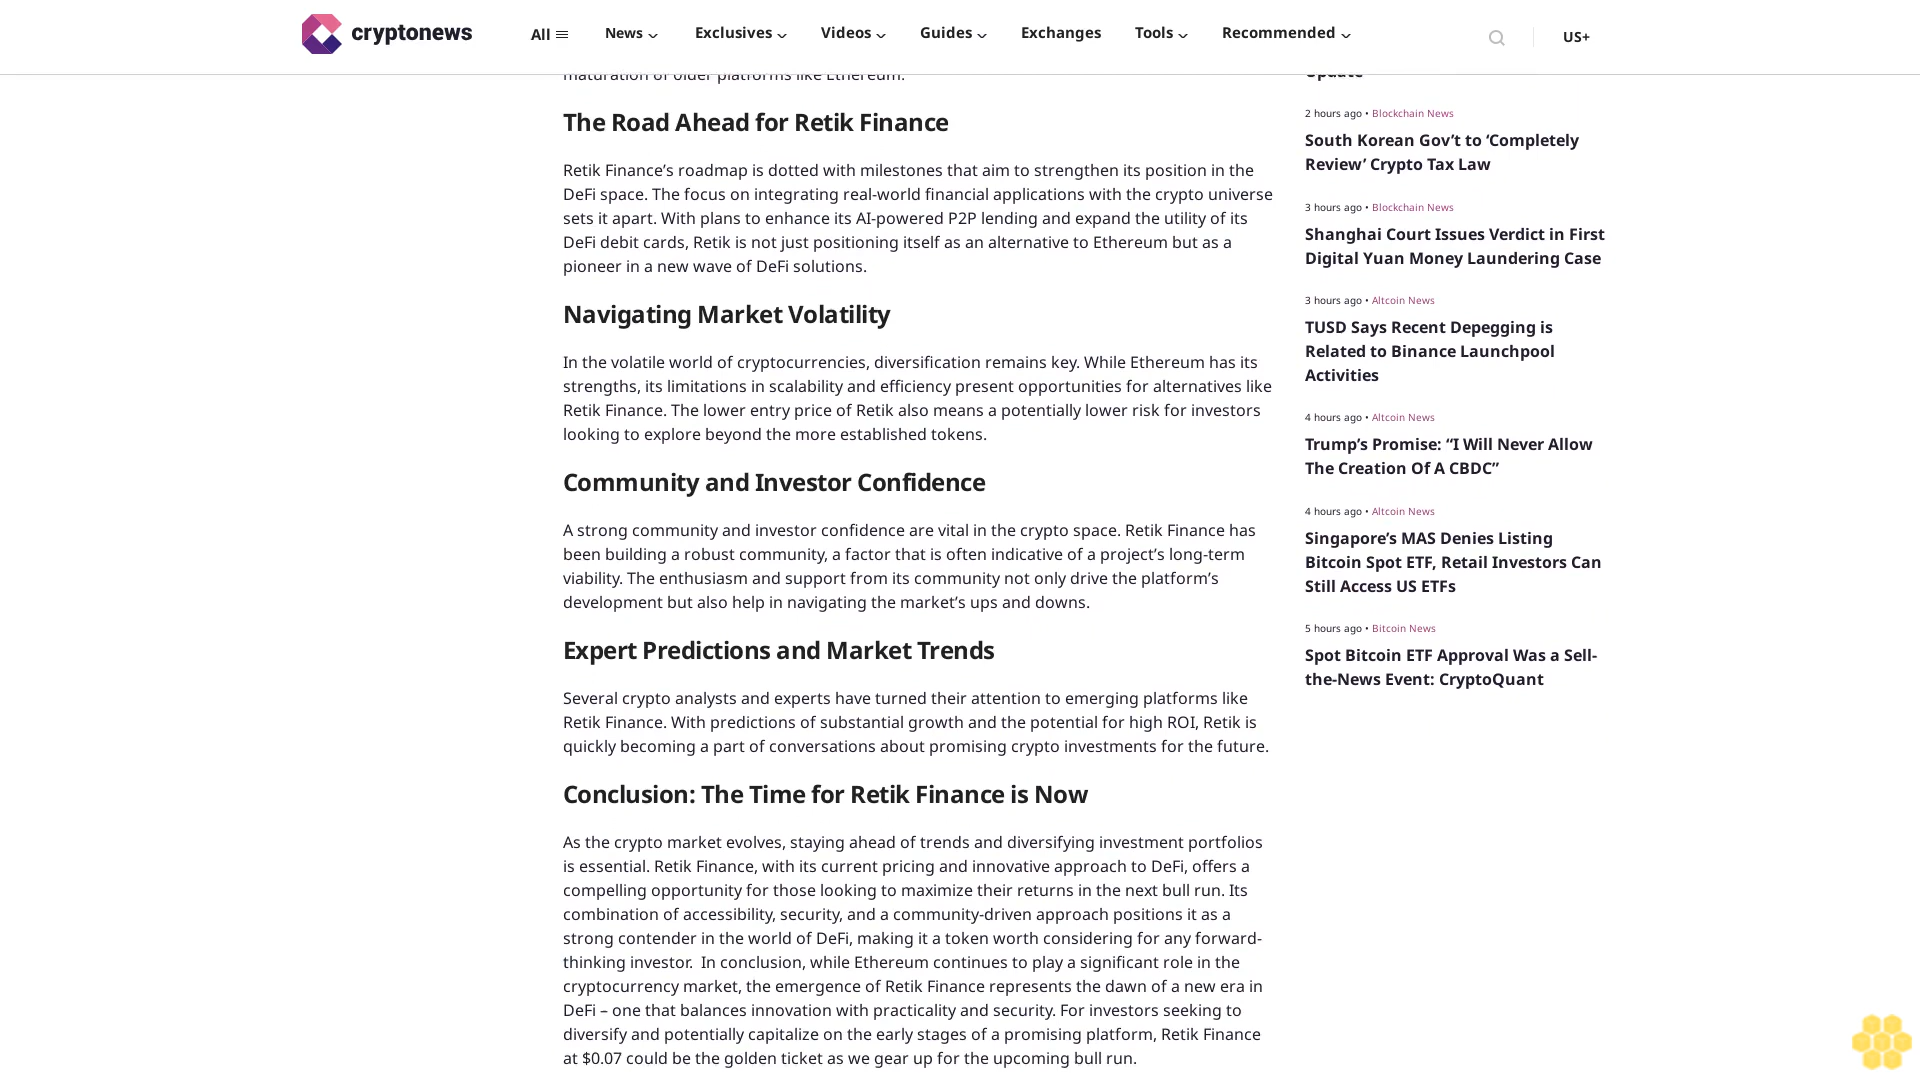 cryptonews
All
News
Exclusives
Videos
Guides
Exchanges
Tools
Recommended
US+
maturation of older platforms like Ethereum.
The Road Ahead for Retik Finance
Retik Finance’s roadmap is dotted with milestones that aim to strengthen its position in the
DeFi space. The focus on integrating real-world financial applications with the crypto universe
sets it apart. With plans to enhance its AI-powered P2P lending and expand the utility of its
DeFi debit cards, Retik is not just positioning itself as an alternative to Ethereum but as a
pioneer in a new wave of DeFi solutions.
Navigating Market Volatility
In the volatile world of cryptocurrencies, diversification remains key. While Ethereum has its
strengths, its limitations in scalability and efficiency present opportunities for alternatives like
Retik Finance. The lower entry price of Retik also means a potentially lower risk for investors
looking to explore beyond the more established tokens.
Community and Investor Confidence
A strong community and investor confidence are vital in the crypto space. Retik Finance has
been building a robust community, a factor that is often indicative of a project’s long-term
viability. The enthusiasm and support from its community not only drive the platform’s
development but also help in navigating the market’s ups and downs.
Expert Predictions and Market Trends
Several crypto analysts and experts have turned their attention to emerging platforms like
Retik Finance. With predictions of substantial growth and the potential for high ROI, Retik is
quickly becoming a part of conversations about promising crypto investments for the future.
Conclusion: The Time for Retik Finance is Now
As the crypto market evolves, staying ahead of trends and diversifying investment portfolios
is essential. Retik Finance, with its current pricing and innovative approach to DeFi, offers a
compelling opportunity for those looking to maximize their returns in the next bull run. Its
combination of accessibility, security, and a community-driven approach positions it as a
strong contender in the world of DeFi, making it a token worth considering for any forward-
thinking investor.  In conclusion, while Ethereum continues to play a significant role in the
cryptocurrency market, the emergence of Retik Finance represents the dawn of a new era in
DeFi – one that balances innovation with practicality and security. For investors seeking to
diversify and potentially capitalize on the early stages of a promising platform, Retik Finance
at $0.07 could be the golden ticket as we gear up for the upcoming bull run.
Update
2 hours ago • Blockchain News
South Korean Gov’t to ‘Completely
Review’ Crypto Tax Law
3 hours ago • Blockchain News
Shanghai Court Issues Verdict in First
Digital Yuan Money Laundering Case
3 hours ago • Altcoin News
TUSD Says Recent Depegging is
Related to Binance Launchpool
Activities
4 hours ago • Altcoin News
Trump’s Promise: “I Will Never Allow
The Creation Of A CBDC”
4 hours ago • Altcoin News
Singapore’s MAS Denies Listing
Bitcoin Spot ETF, Retail Investors Can
Still Access US ETFs
5 hours ago • Bitcoin News
Spot Bitcoin ETF Approval Was a Sell-
the-News Event: CryptoQuant